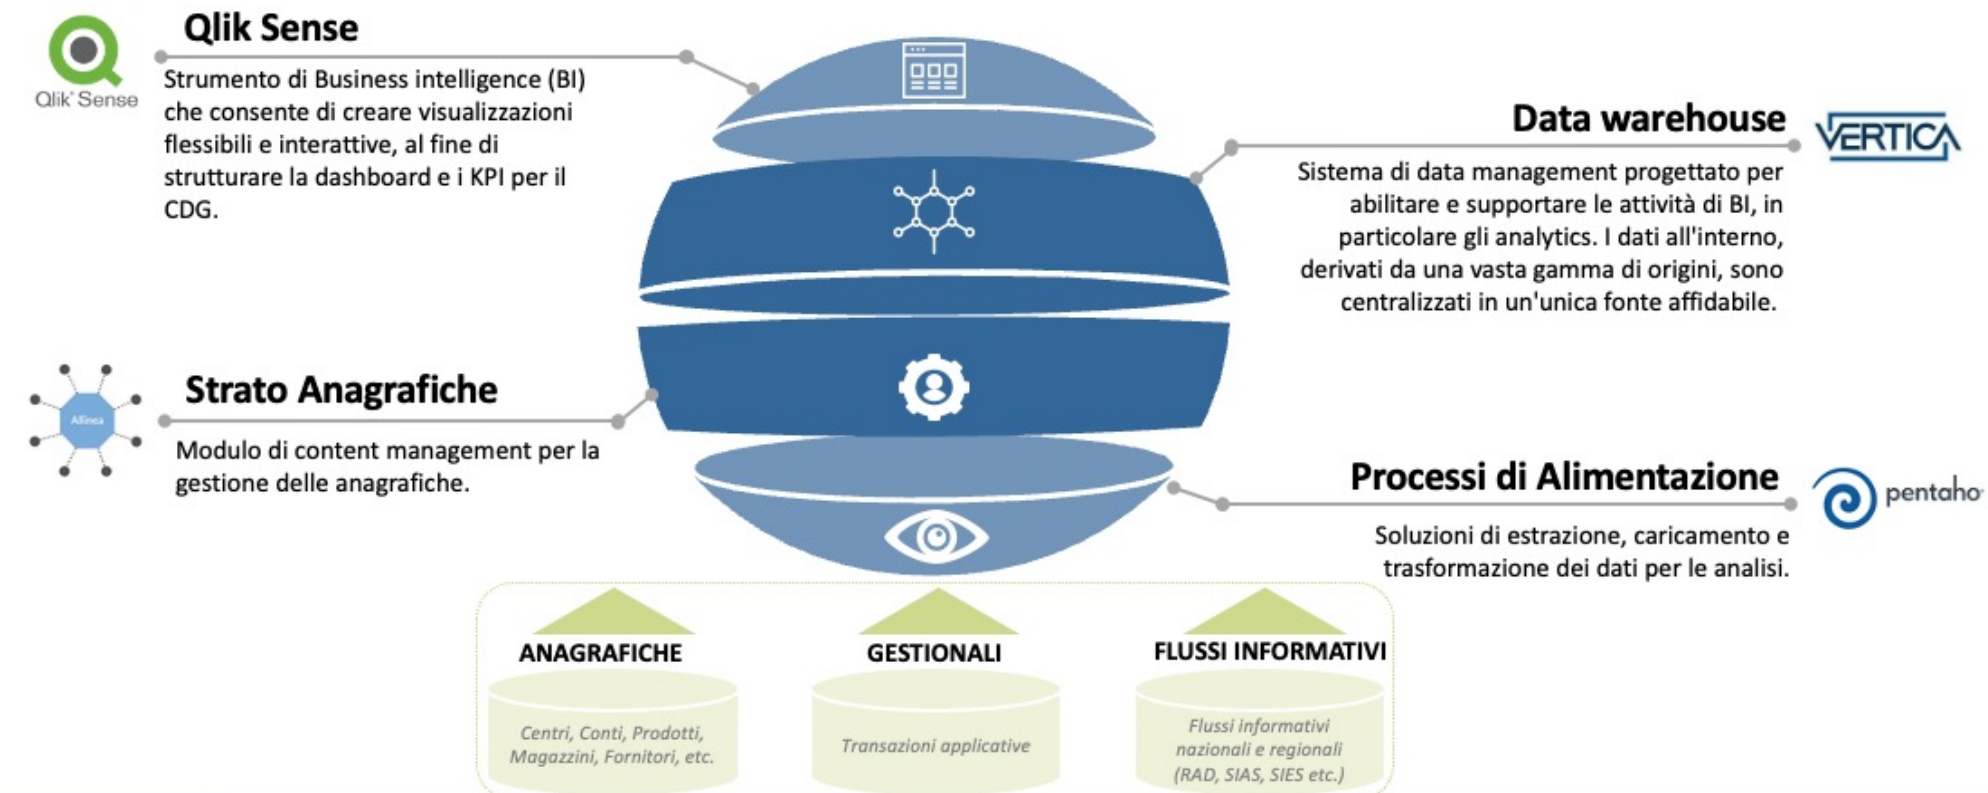 Qlik Sense
Qlik Sense
Strumento di Business intelligence (BI)
che consente di creare visualizzazioni
flessibili e interattive, al fine di
strutturare la dashboard e i KPI per il
CDG.
Data warehouse
VERTICA
Sistema di data management progettato per
abilitare e supportare le attività di BI, in
particolare gli analytics. I dati all'interno,
derivati da una vasta gamma di origini, sono
centralizzati in un'unica fonte affidabile.
Strato Anagrafiche
Allinea
Modulo di content management per la
gestione delle anagrafiche.
Processi di Alimentazione
pentaho
Soluzioni di estrazione, caricamento e
trasformazione dei dati per le analisi.
ANAGRAFICHE
Centri, Conti, Prodotti,
Magazzini, Fornitori, etc.
GESTIONALI
Transazioni applicative
FLUSSI INFORMATIVI
Flussi informativi
nazionali e regionali
(RAD, SIAS, SIES etc.)